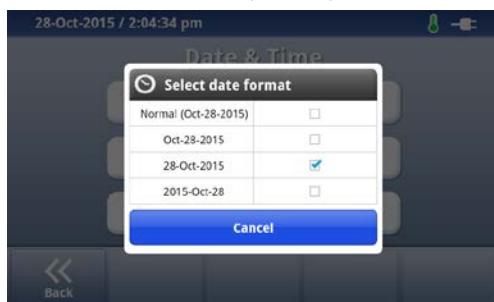 28-Oct-2015 / 2:04:34 pm
Date & Time
Select date format
Normal (Oct-28-2015)
Oct-28-2015
28-Oct-2015
2015-Oct-28
Cancel
Back